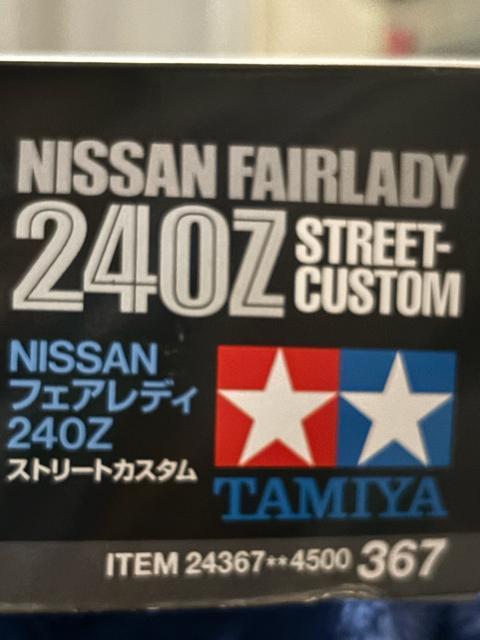 NISSAN FAIRLADY
240Z STREET-CUSTOM
NISSAN
フェアレディ
240Z
ストリートカスタム
TAMIYA
ITEM 24367**4500 367